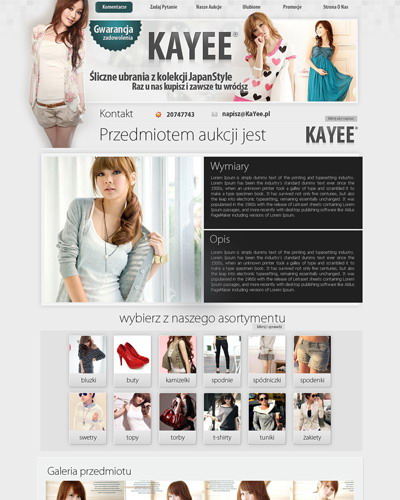 Komentarze
Zadaj Pytanie
Nasze Aukcje
Ulubione
Promocje
Strona O Nas
Gwarancja
zadowolenia
KAYEE®
Śliczne ubrania z kolekcji JapanStyle
Raz u nas kupisz i zawsze tu wrócisz
Kontakt
20747743
napisz@KaYee.pl
Przedmiotem aukcji jest
KAYEE®
Wymiary
Lorem Ipsum is simply dummy text of the printing and typesetting industry.
Lorem Ipsum has been the industry's standard dummy text ever since the
1500s, when an unknown printer took a galley of type and scrambled it to
make a type specimen book. It has survived not only five centuries, but also
the leap into electronic typesetting, remaining essentially unchanged. It was
popularised in the 1960s with the release of Letraset sheets containing Lorem
Ipsum passages, and more recently with desktop publishing software like Aldus
PageMaker including versions of Lorem Ipsum.
Opis
Lorem Ipsum is simply dummy text of the printing and typesetting industry.
Lorem Ipsum has been the industry's standard dummy text ever since the
1500s, when an unknown printer took a galley of type and scrambled it to
make a type specimen book. It has survived not only five centuries, but also
the leap into electronic typesetting, remaining essentially unchanged. It was
popularised in the 1960s with the release of Letraset sheets containing Lorem
Ipsum passages, and more recently with desktop publishing software like Aldus
PageMaker including versions of Lorem Ipsum.
wybierz z naszego asortymentu
kliknij i sprawdź
bluzki
buty
kamizelki
spodnie
spódniczki
spodenki
swetry
topy
torby
t-shirty
tuniki
żakiety
Galeria przedmiotu